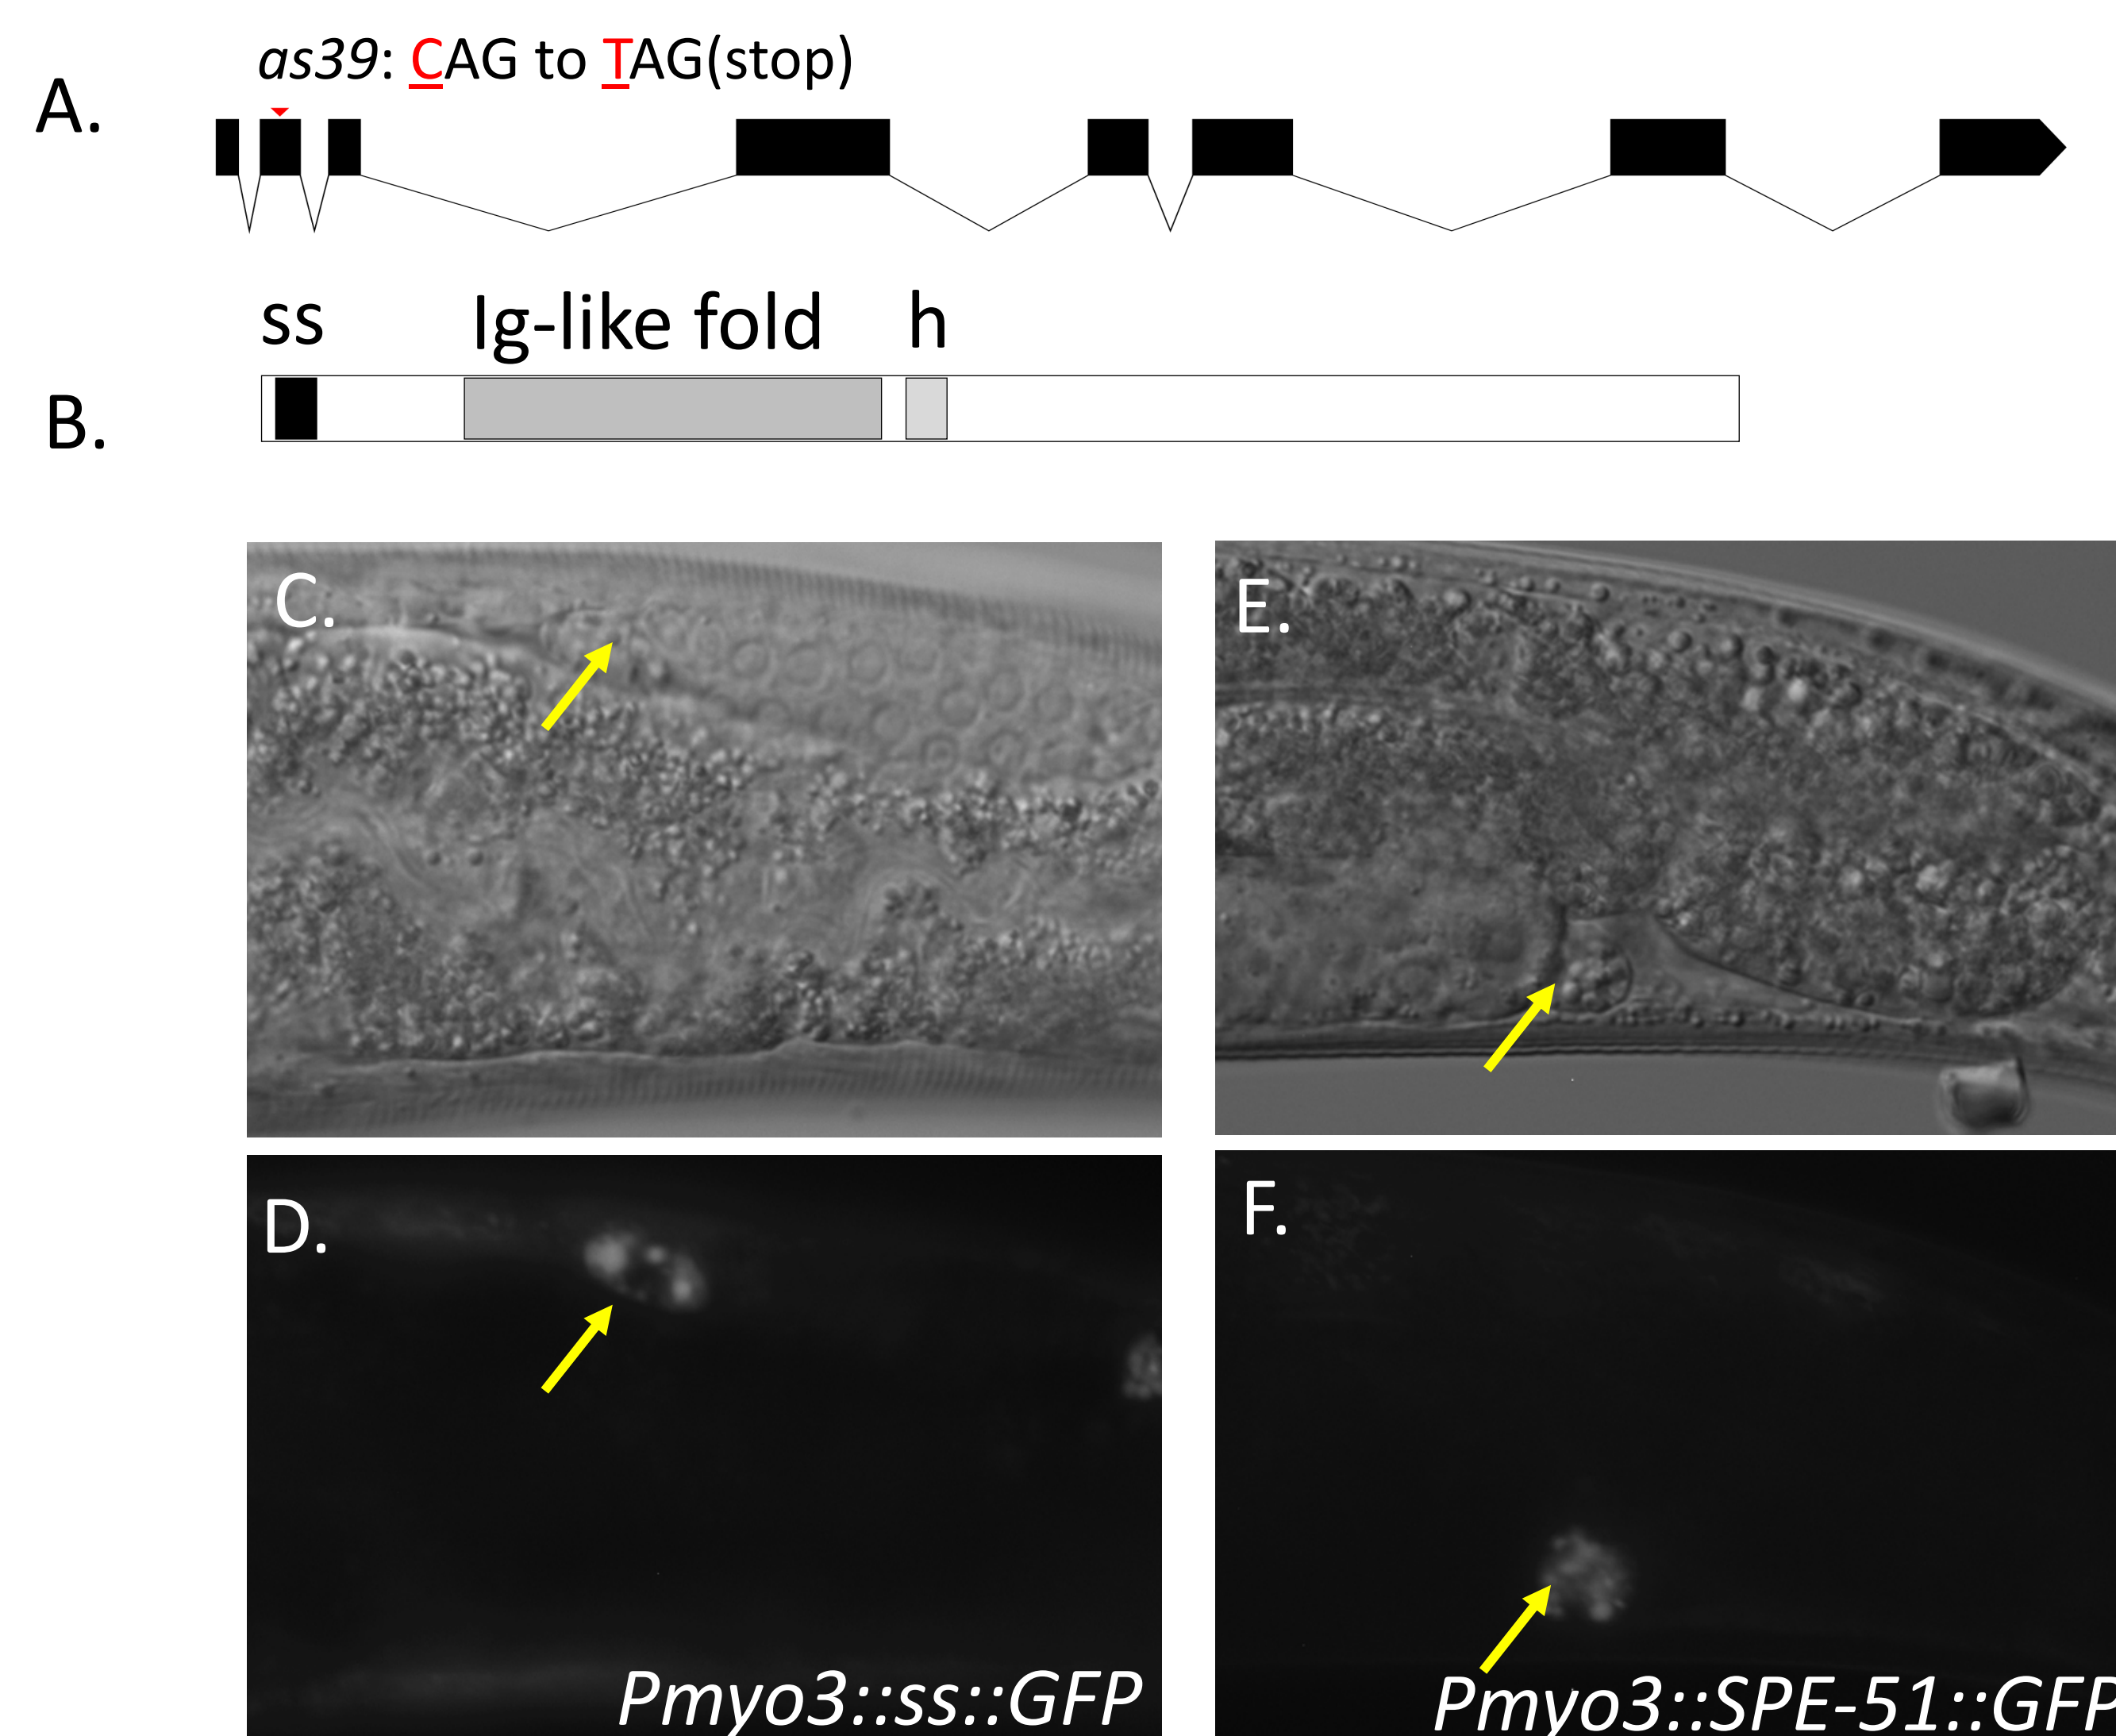 as39: CAG to TAG(stop)
A.
ss Ig-like fold h
B.
C.
E.
D.
F.
Pmyo3::ss::GFP
Pmyo3::SPE-51::GFP